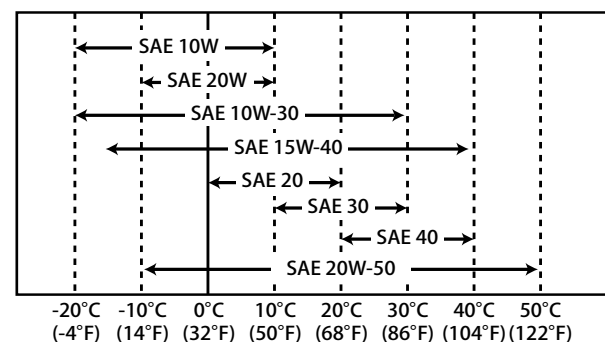 SAE 10W
SAE 20W
SAE 10W-30
SAE 15W-40
SAE 20
SAE 30
SAE 40
SAE 20W-50
-20°C -10°C 0°C 10°C 20°C 30°C 40°C 50°C
(-4°F) (14°F) (32°F) (50°F) (68°F) (86°F) (104°F) (122°F)